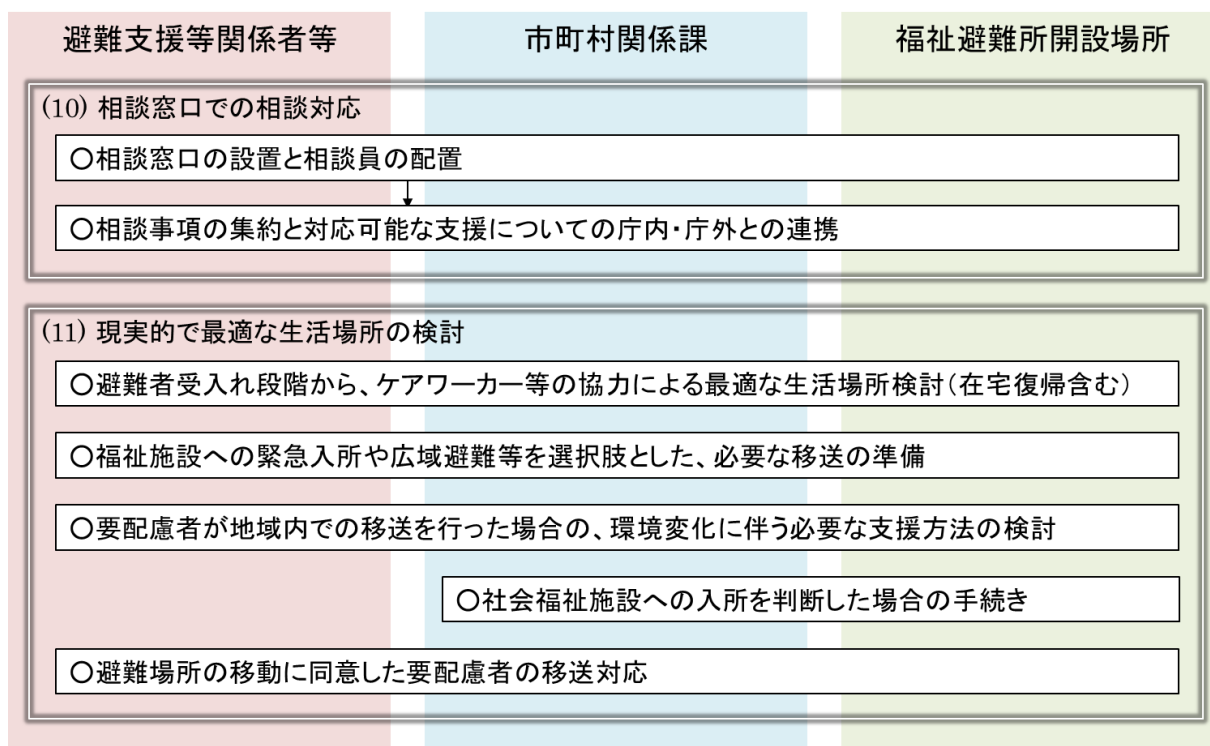 避難支援等関係者等
市町村関係課
福祉避難所開設場所
(10) 相談窓口での相談対応
○相談窓口の設置と相談員の配置
○相談事項の集約と対応可能な支援についての庁内・庁外との連携
(11) 現実的で最適な生活場所の検討
○避難者受入れ段階から、ケアワーカー等の協力による最適な生活場所検討(在宅復帰含む)
○福祉施設への緊急入所や広域避難等を選択肢とした、必要な移送の準備
○要配慮者が地域内での移送を行った場合の、環境変化に伴う必要な支援方法の検討
○社会福祉施設への入所を判断した場合の手続き
○避難場所の移動に同意した要配慮者の移送対応